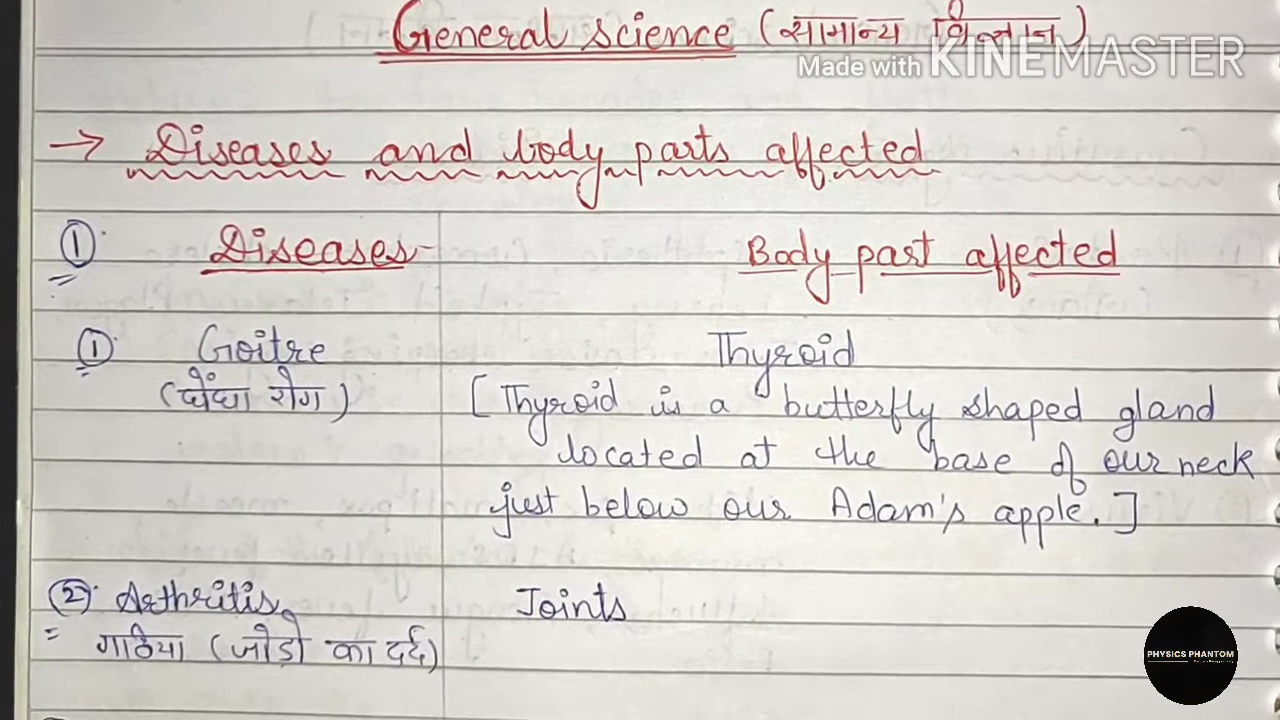 General science (सामान्य विज्ञान)
Made with KINEMASTER
→ Diseases and body parts affected
① Diseases- Body part affected
① Goitre Thyroid
(घेंघा रोग) [Thyroid is a butterfly shaped gland
located at the base of our neck
just below our Adam's apple.]
(2) Arthritis Joints
= गाठिया (जोड़ो का दर्द)
PHYSICS PHANTOM